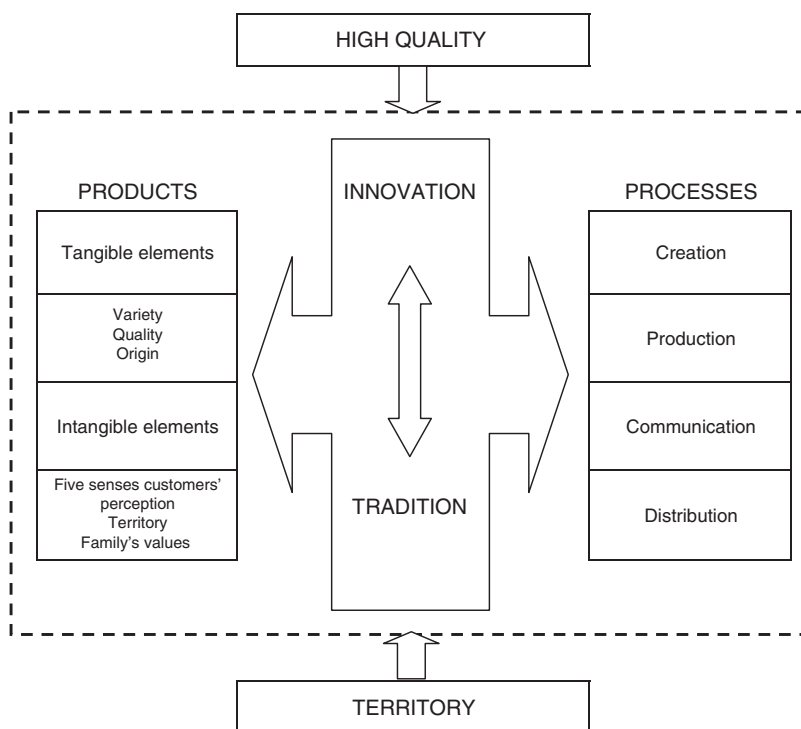 HIGH QUALITY
PRODUCTS
Tangible elements
Variety
Quality
Origin
Intangible elements
Five senses customers'
perception
Territory
Family's values
INNOVATION
TRADITION
PROCESSES
Creation
Production
Communication
Distribution
TERRITORY